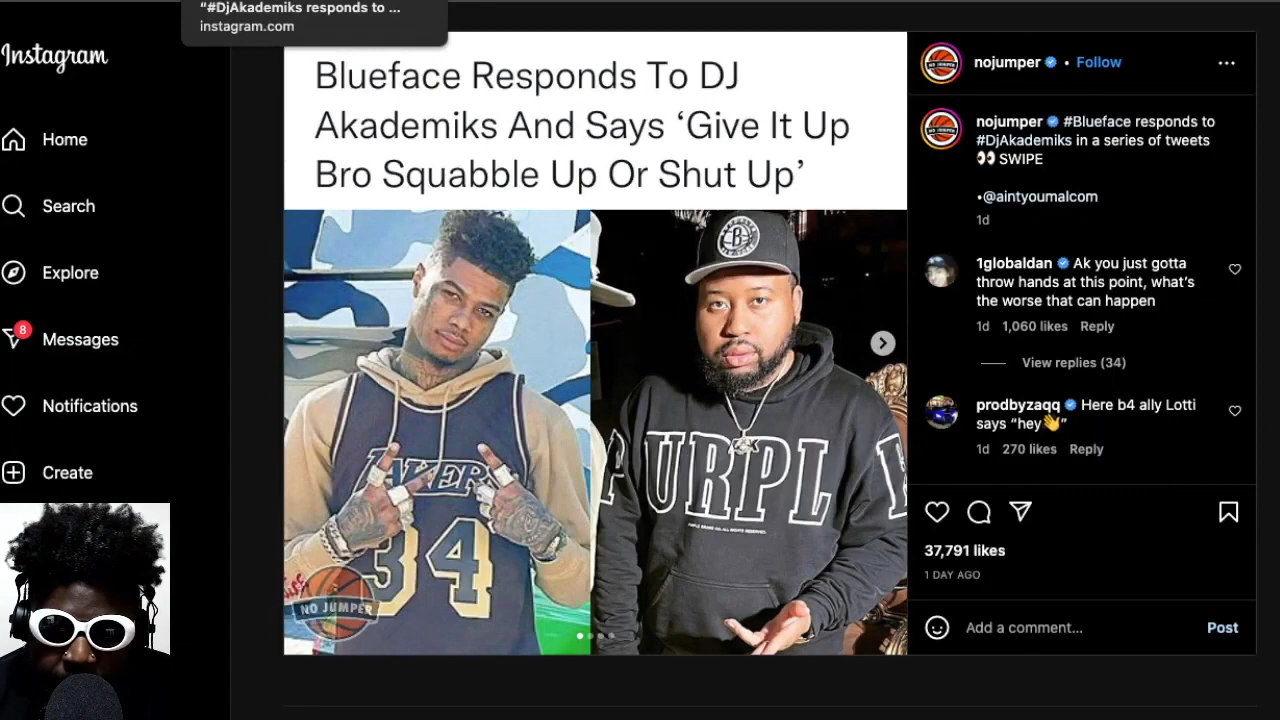 “#DjAkademiks responds to ...
instagram.com
Instagram
Home
Search
Explore
8
Messages
Notifications
Create
Blueface Responds To DJ
Akademiks And Says ‘Give It Up
Bro Squabble Up Or Shut Up’
LAKERS
34
NO JUMPER
B
PURPL
nojumper • Follow
nojumper #Blueface responds to
#DjAkademiks in a series of tweets
👀 SWIPE
•@aintyoumalcom
1d
1globaldan Ak you just gotta
throw hands at this point, what’s
the worse that can happen
1d 1,060 likes Reply
View replies (34)
prodbyzaqq Here b4 ally Lotti
says “hey👋”
1d 270 likes Reply
37,791 likes
1 DAY AGO
Add a comment...
Post